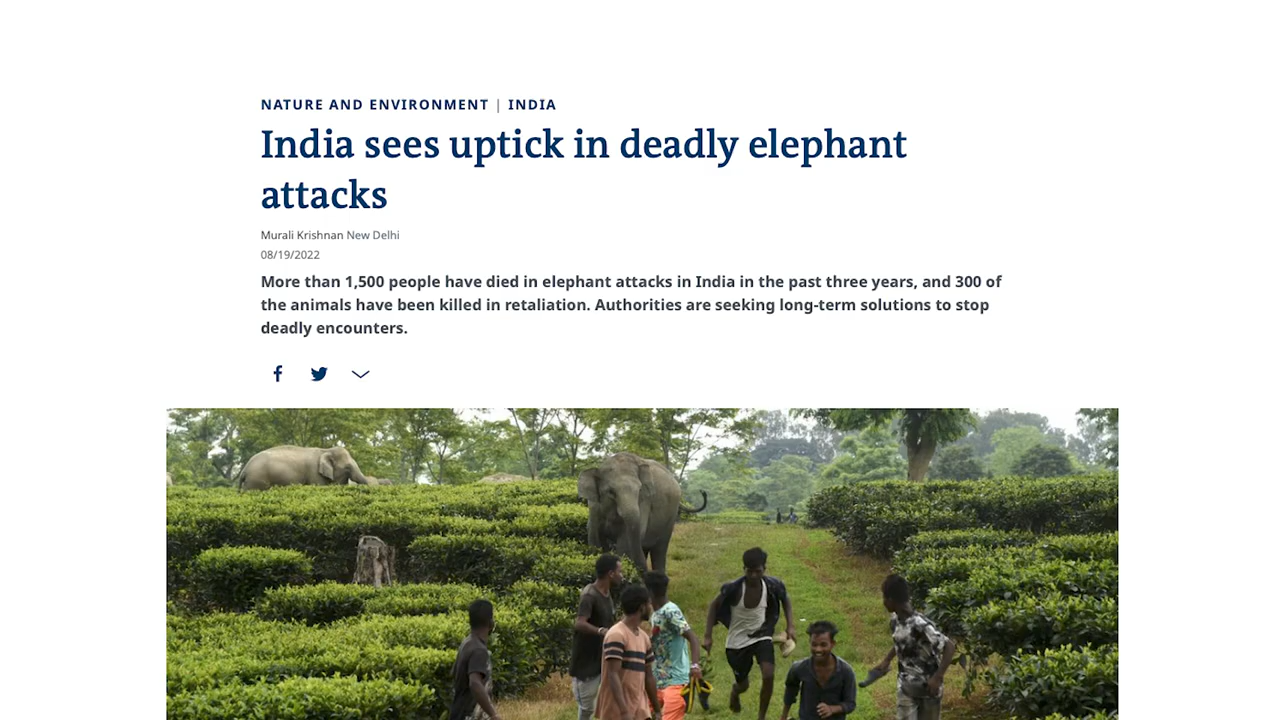 NATURE AND ENVIRONMENT | INDIA
India sees uptick in deadly elephant
attacks
Murali Krishnan New Delhi
08/19/2022
More than 1,500 people have died in elephant attacks in India in the past three years, and 300 of
the animals have been killed in retaliation. Authorities are seeking long-term solutions to stop
deadly encounters.